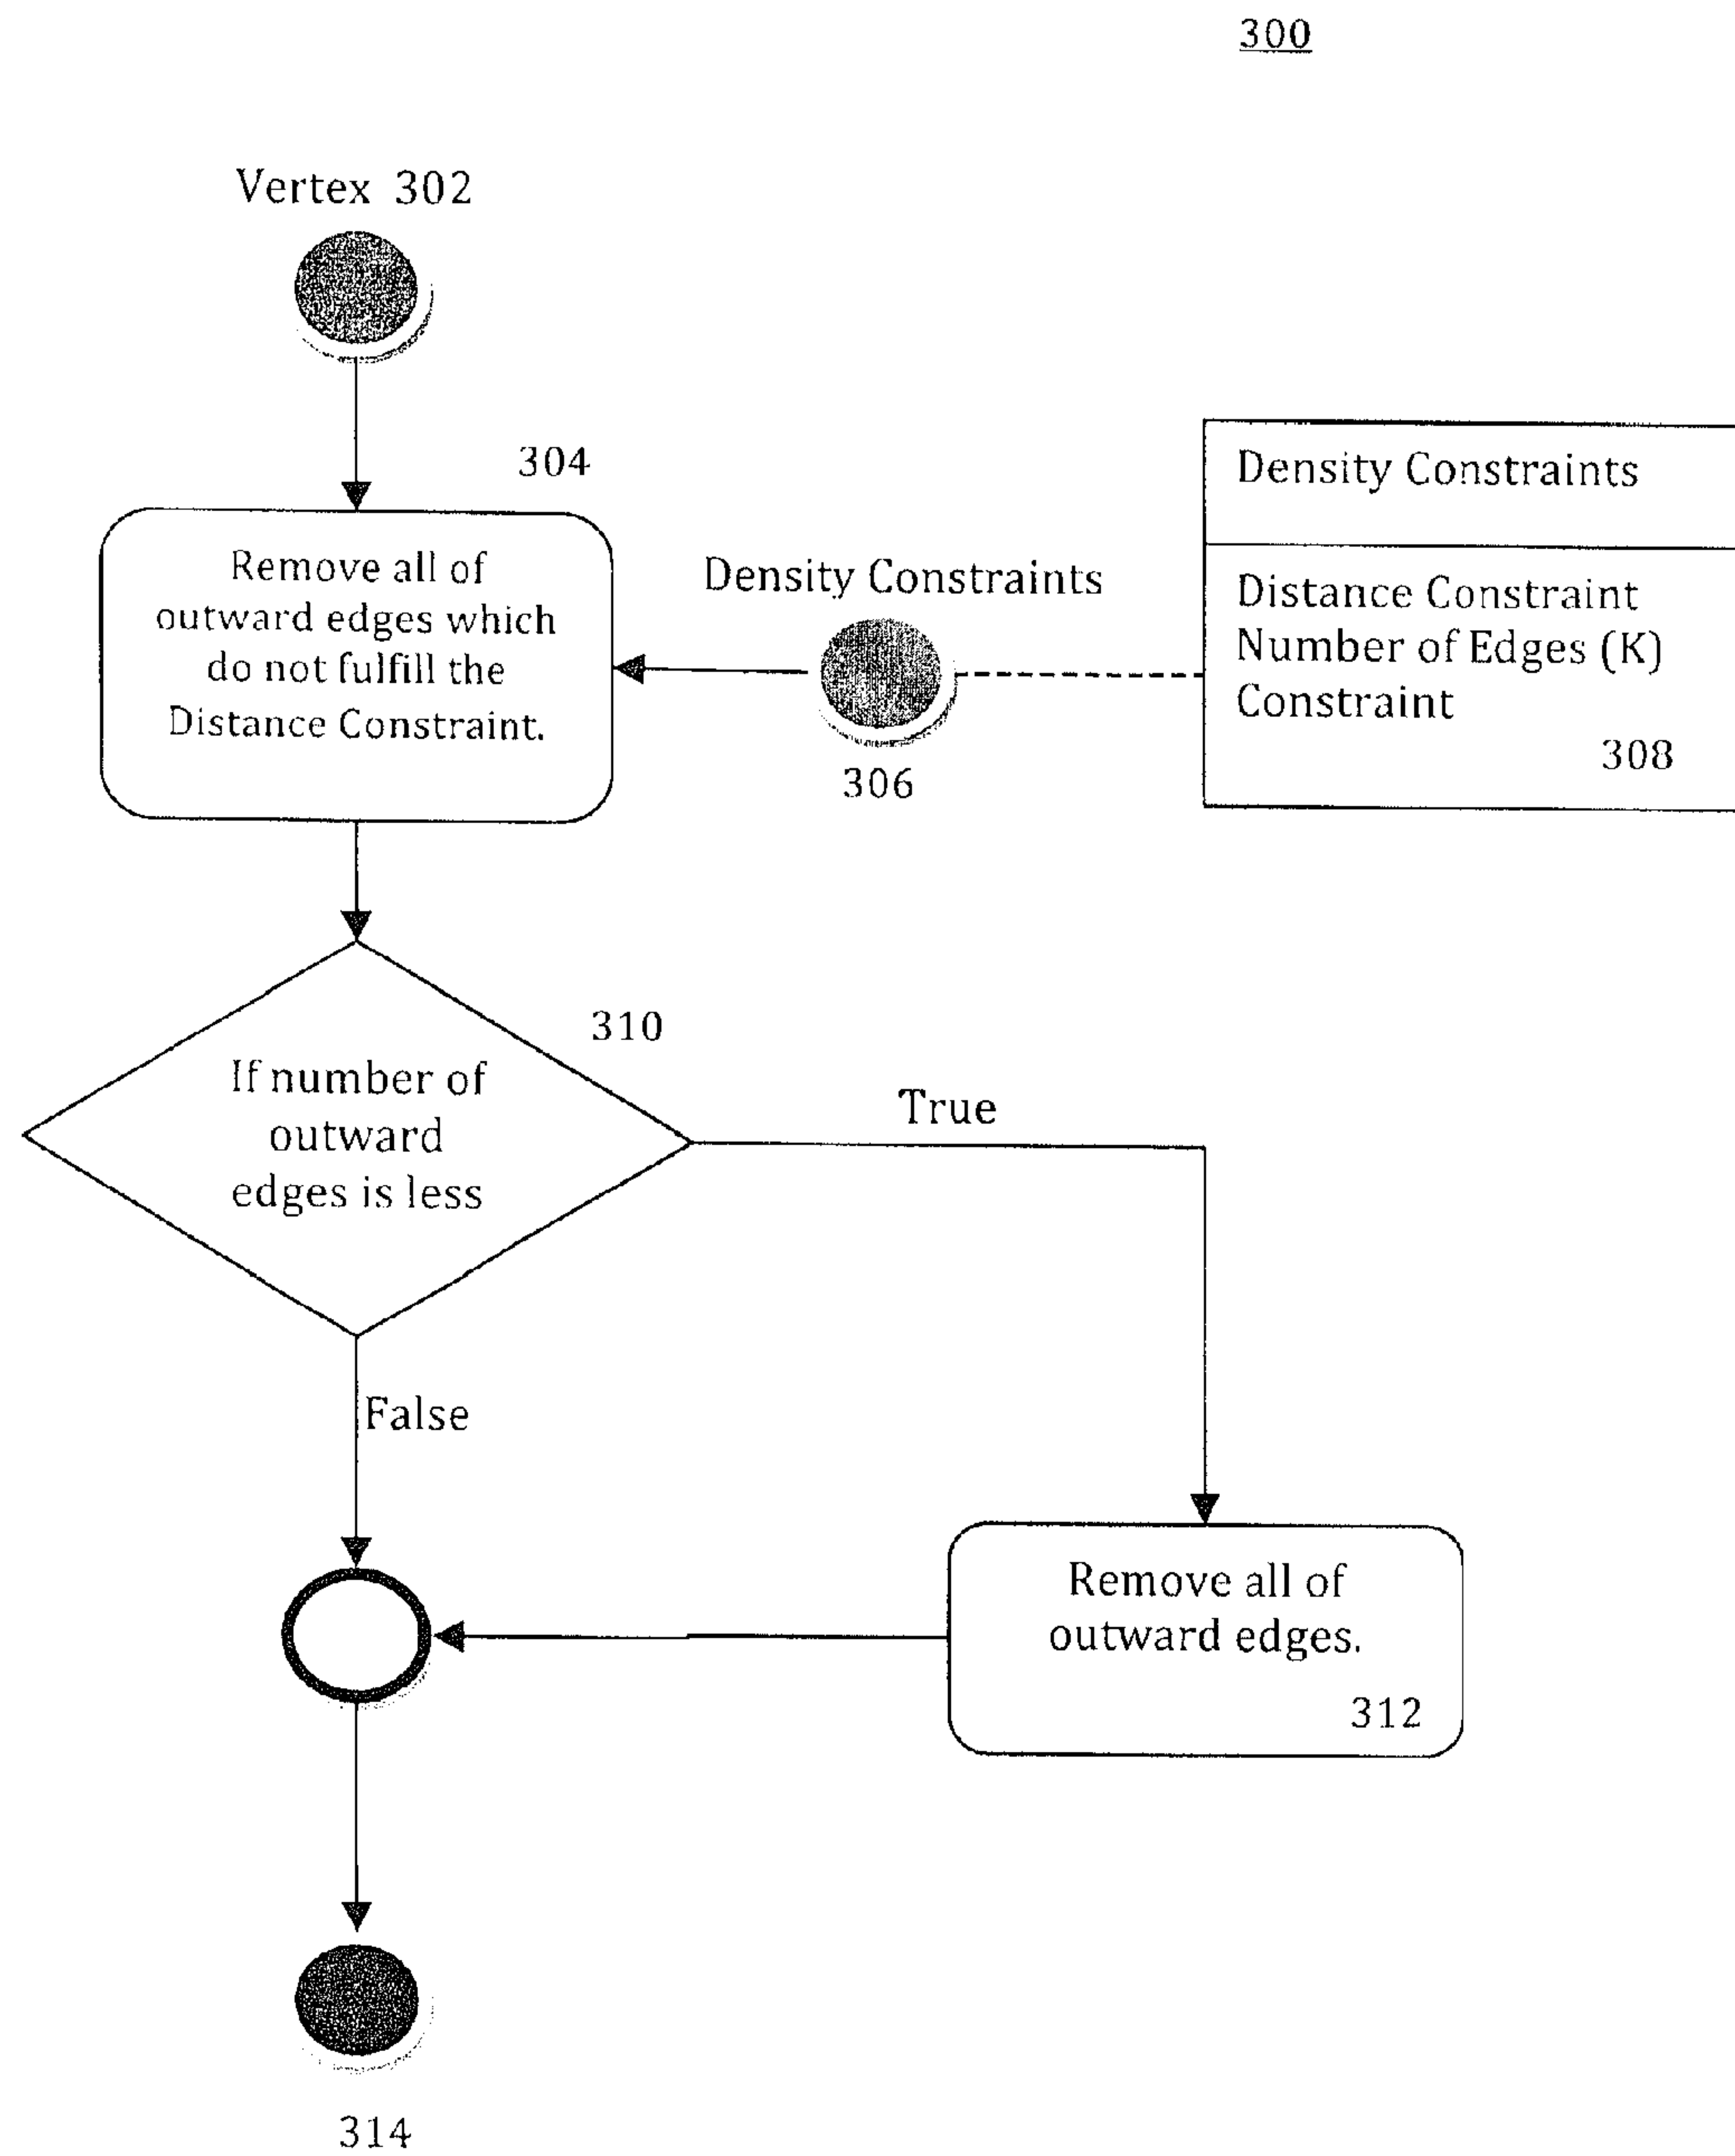 300
Vertex 302
304
Remove all of
outward edges which
do not fulfill the
Distance Constraint.
Density Constraints
306
Density Constraints
Distance Constraint
Number of Edges (K)
Constraint
308
310
If number of
outward
edges is less
True
False
Remove all of
outward edges.
312
314